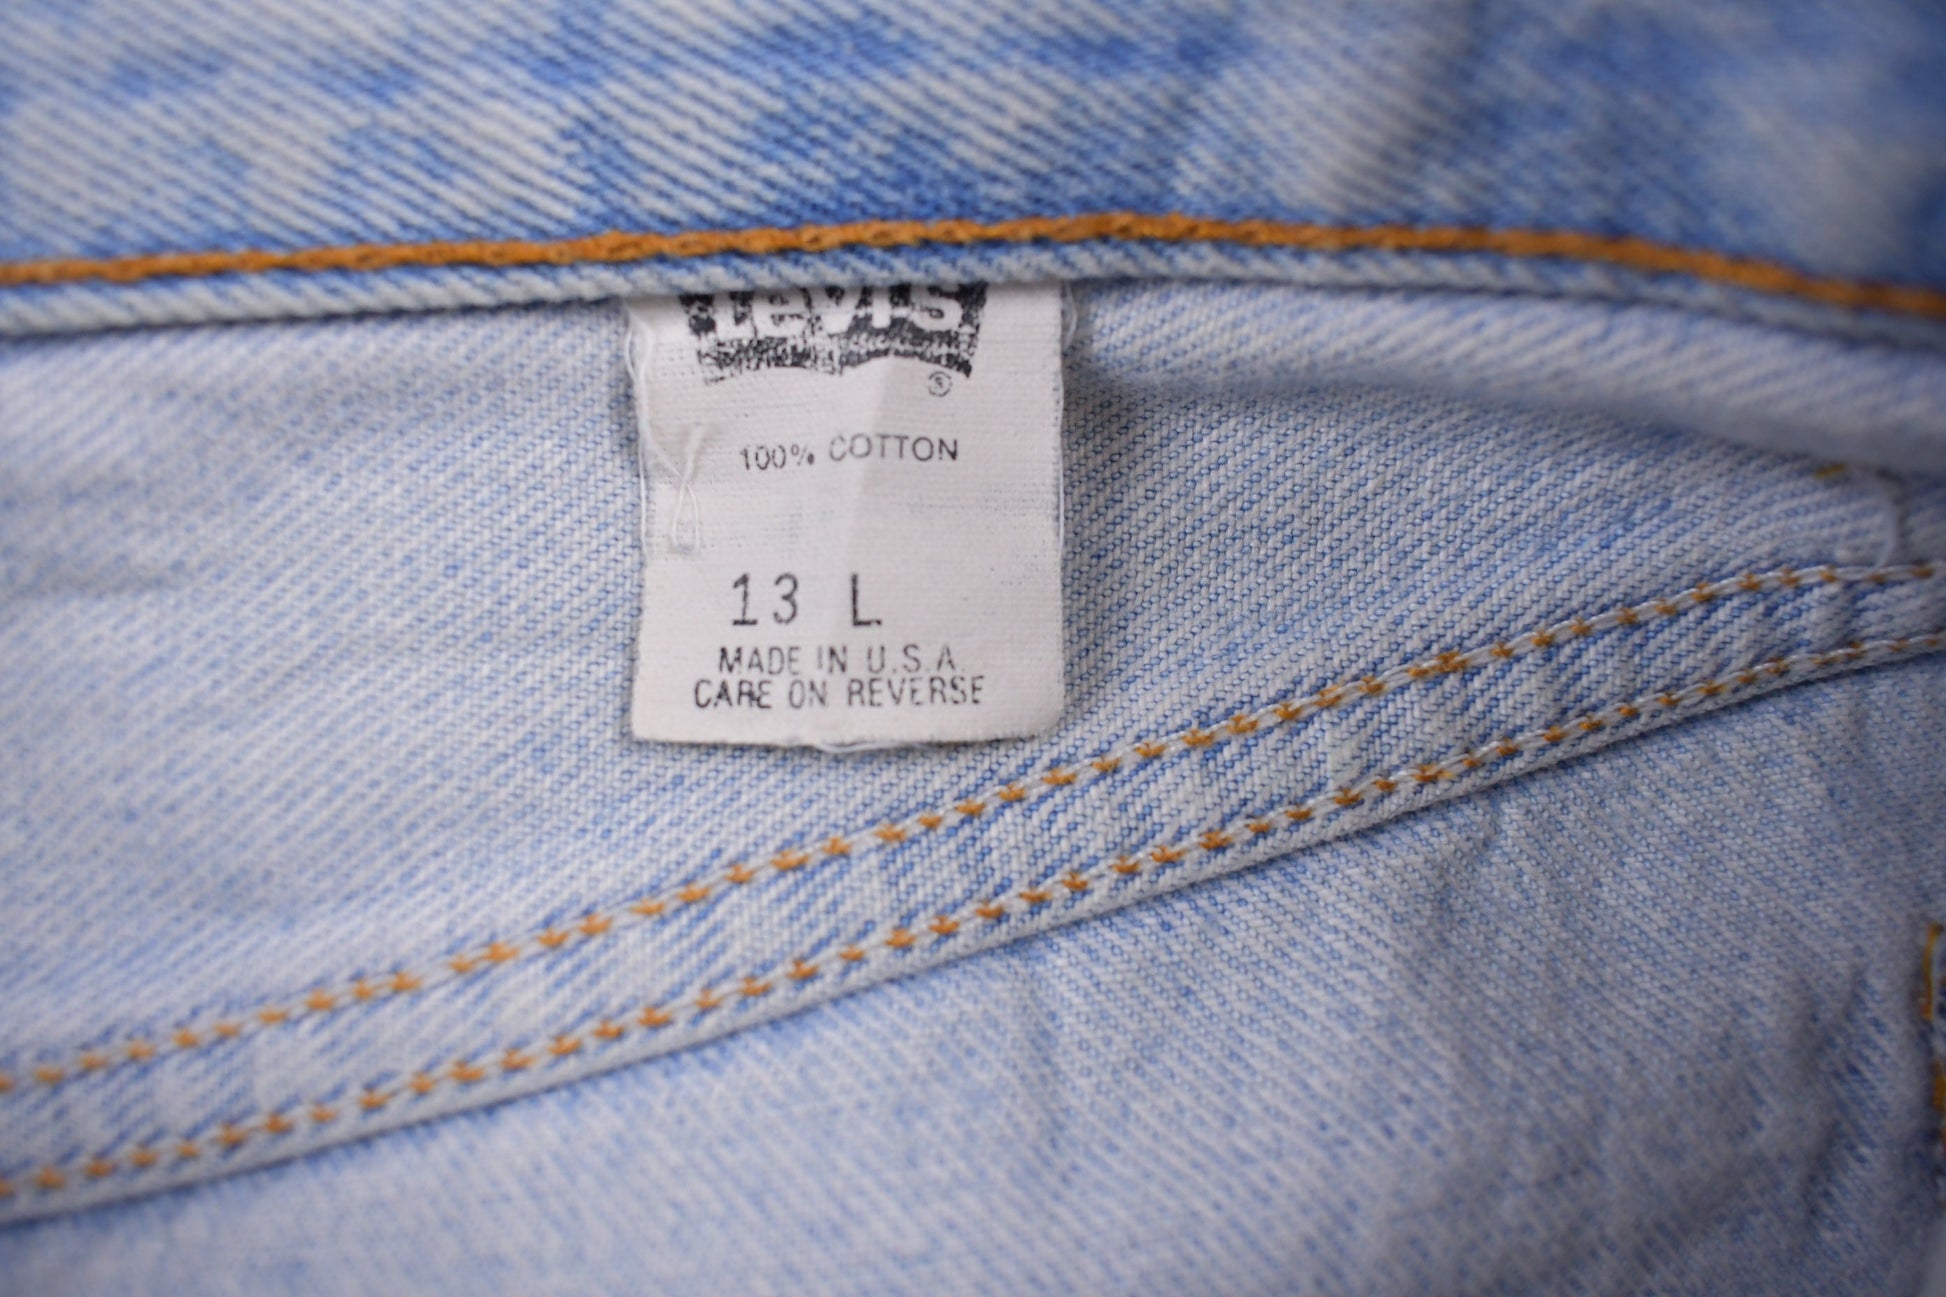 Levi's
®
100% COTTON
13 L
MADE IN U.S.A.
CARE ON REVERSE